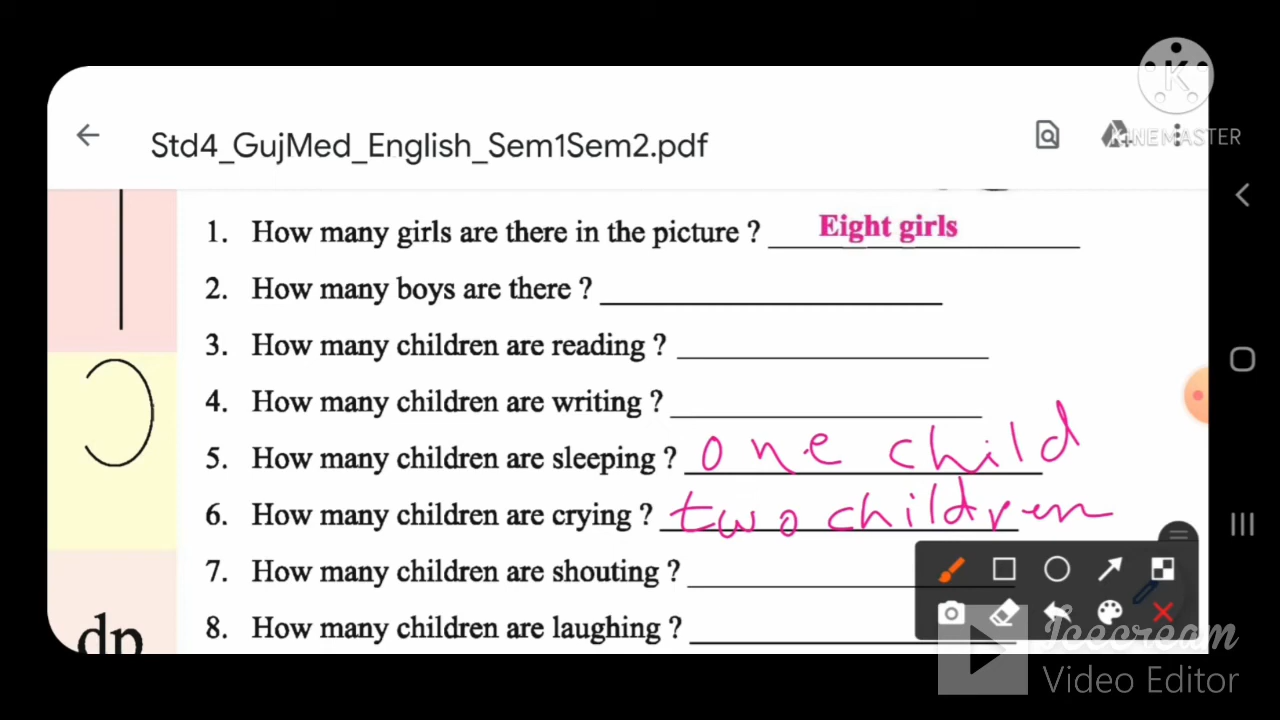 K
KINEMASTER
Std4_GujMed_English_Sem1Sem2.pdf
1. How many girls are there in the picture ? Eight girls
2. How many boys are there ?
3. How many children are reading ?
4. How many children are writing ?
5. How many children are sleeping ? one child
6. How many children are crying ? two children
7. How many children are shouting ?
8. How many children are laughing ?
dp
Icecream
Video Editor